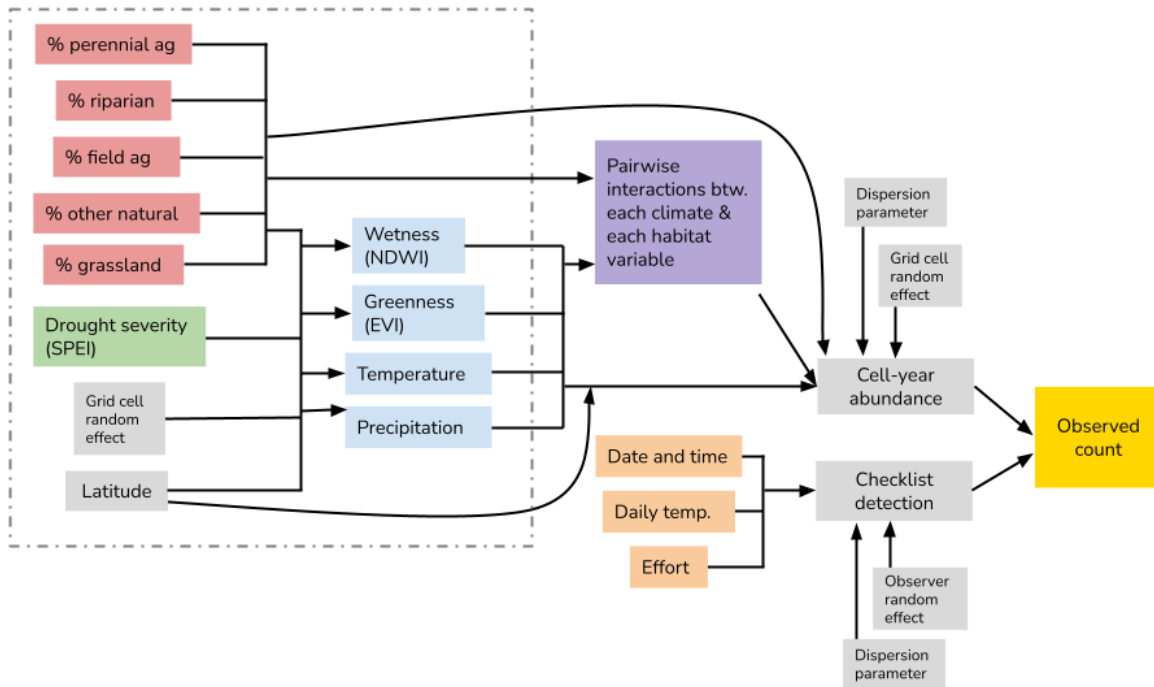 % perennial ag
% riparian
% field ag
% other natural
% grassland
Drought severity
(SPEI)
Grid cell
random
effect
Latitude
Wetness
(NDWI)
Greenness
(EVI)
Temperature
Precipitation
Pairwise
interactions btw.
each climate &
each habitat
variable
Date and time
Daily temp.
Effort
Dispersion
parameter
Grid cell
random
effect
Cell-year
abundance
Checklist
detection
Observer
random
effect
Dispersion
parameter
Observed
count